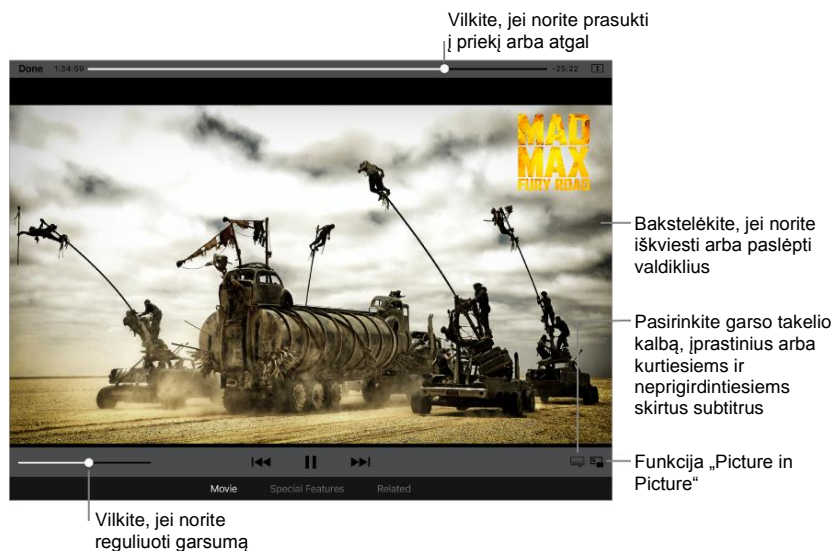 Vilkite, jei norite prasukti
į priekį arba atgal
Done 1:34:59 -25:22
MAD
MAX
FURY ROAD
Bakstelėkite, jei norite
iškviesti arba paslėpti
valdiklius
Pasirinkite garso takelio
kalbą, įprastinius arba
kurtiesiems ir
neprigirdintiesiems
skirtus subtitrus
Funkcija „Picture in
Picture“
Movie Special Features Related
Vilkite, jei norite
reguliuoti garsumą